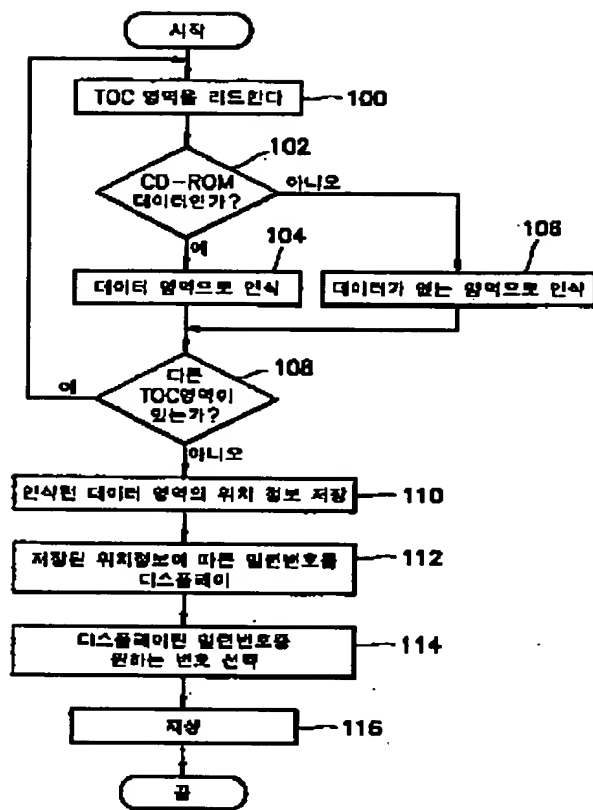 시작
TOC 영역을 리드한다
100
102
CD-ROM
데이터인가?
아니오
예
104
데이터 영역으로 인식
106
데이터가 없는 영역으로 인식
108
다른
TOC영역이
있는가?
예
아니오
인식된 데이터 영역의 위치 정보 저장
110
저장된 위치정보에 따른 일련번호를
디스플레이
112
디스플레이된 일련번호중
원하는 번호 선택
114
재생
116
끝